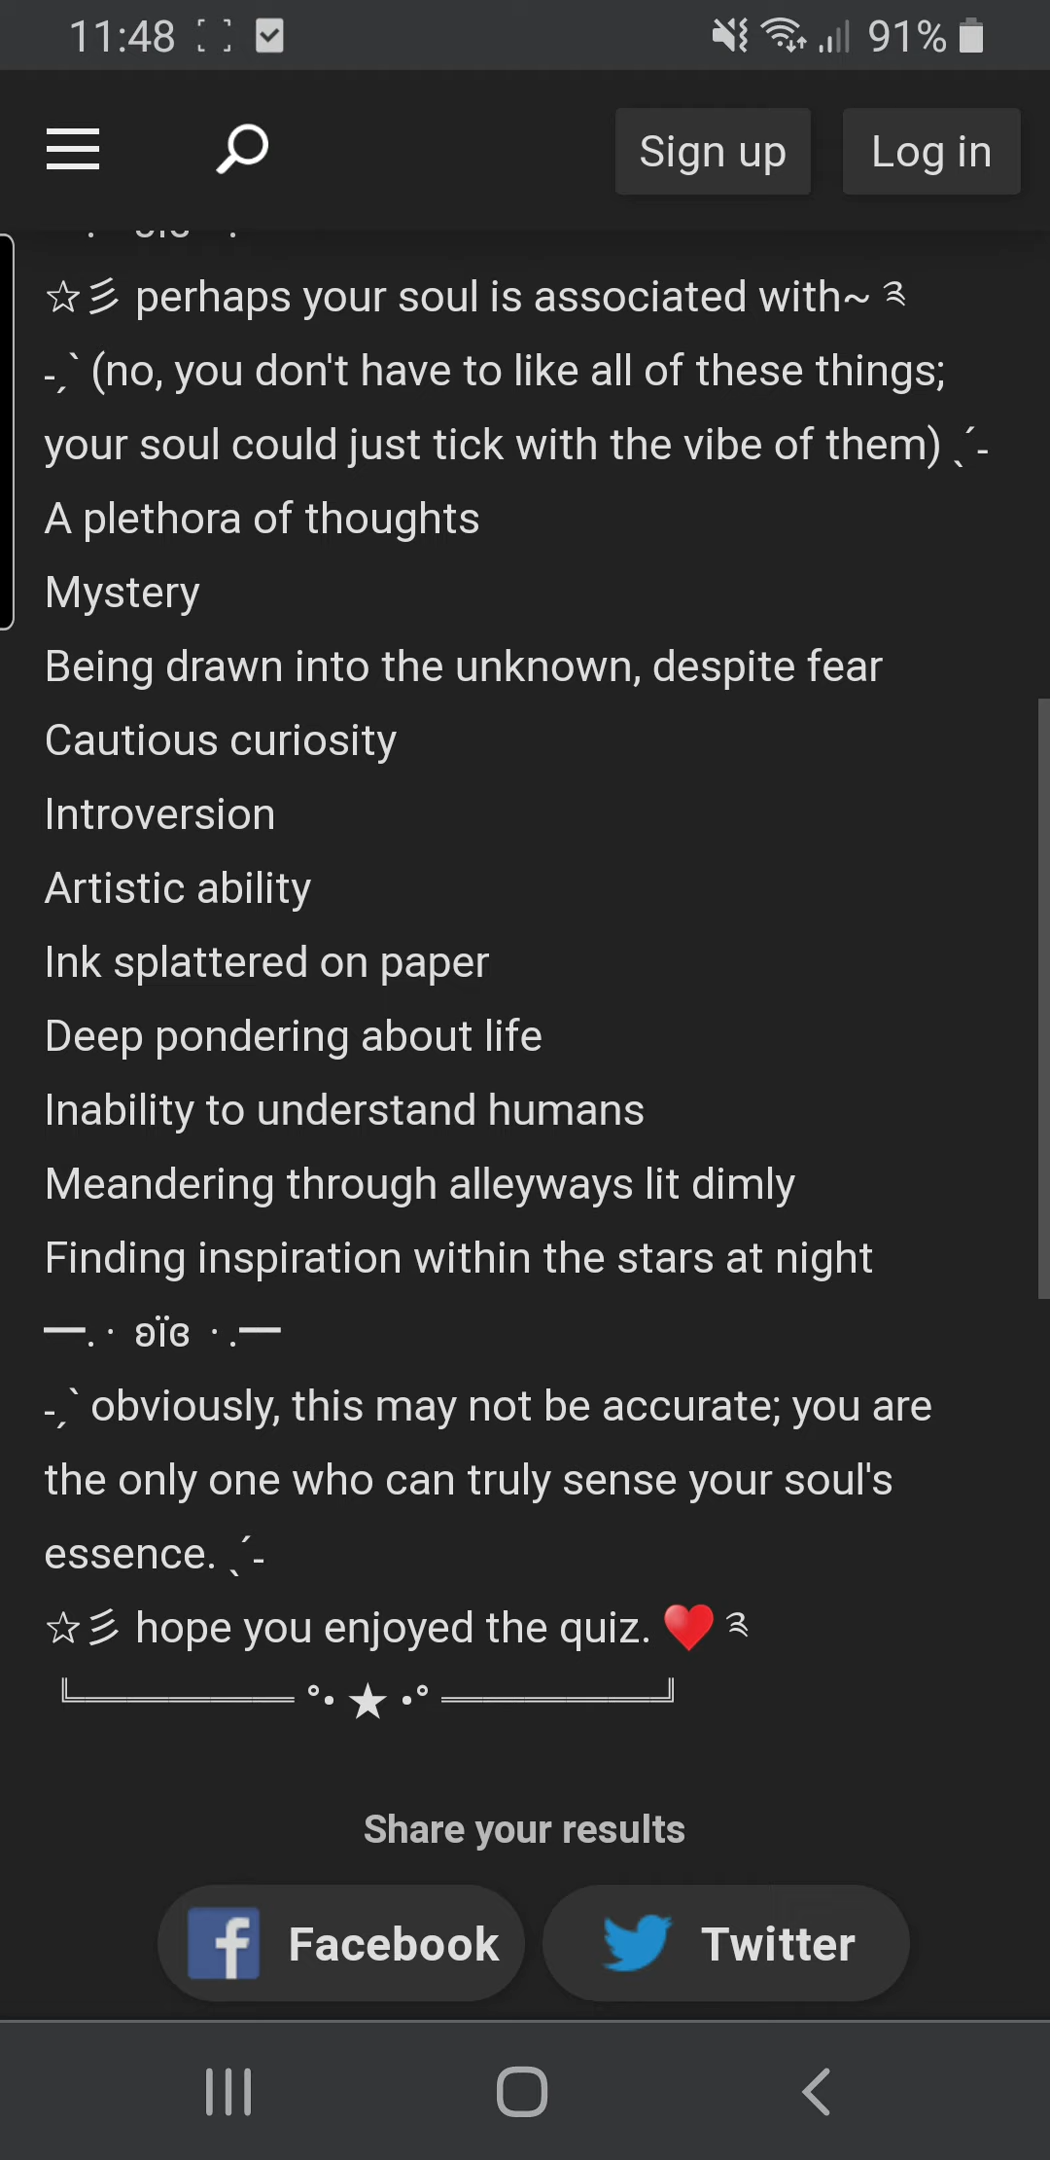 11:48 91%
Sign up Log in
☆彡 perhaps your soul is associated with~ ༄
-ˏˋ (no, you don't have to like all of these things;
your soul could just tick with the vibe of them) ˎˊ-
A plethora of thoughts
Mystery
Being drawn into the unknown, despite fear
Cautious curiosity
Introversion
Artistic ability
Ink splattered on paper
Deep pondering about life
Inability to understand humans
Meandering through alleyways lit dimly
Finding inspiration within the stars at night
━. · ʚïɞ · .━
-ˏˋ obviously, this may not be accurate; you are
the only one who can truly sense your soul's
essence. ˎˊ-
☆彡 hope you enjoyed the quiz. ♥️ ༄
╚═════════ °• ★ •° ═════════╝
Share your results
Facebook Twitter